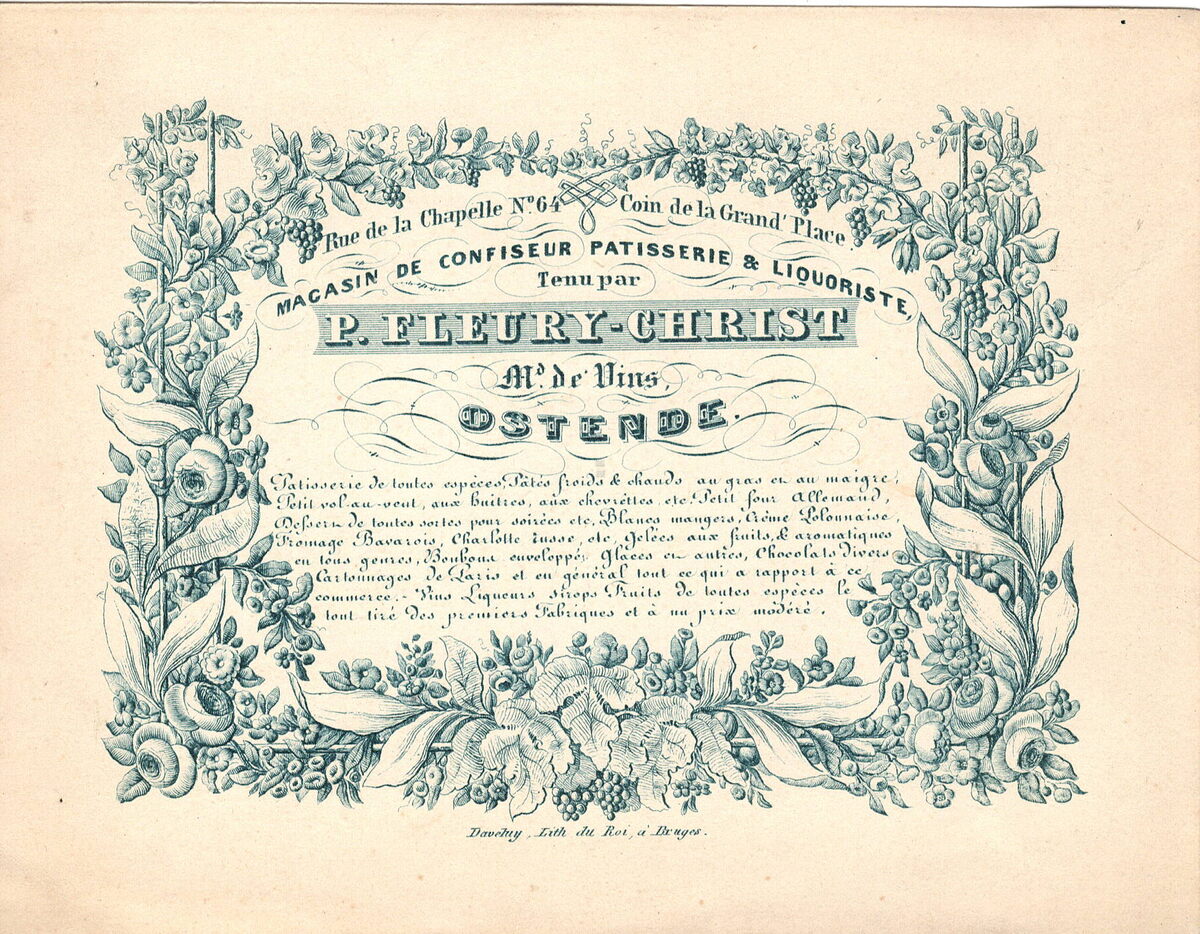 Rue de la Chapelle Nº 64 Coin de la Grand' Place.
MAGASIN DE CONFISEUR PATISSERIE & LIQUORISTE,
Tenu par
P. FLEURY-CHRIST
Mᵈ. de Vins,
OSTENDE.
Patisserie de toutes espèces, Pâtés froids & chauds au gras et au maigre,
Petit vol-au-vent, aux huitres, aux chevrettes, etc. Petit four Allemand,
Dessert de toutes sortes pour soirées etc, Blancs mangers, Crême Polonnaise,
Fromage Bavarois, Charlotte russe, etc, Gelées aux fruits, & aromatiques
en tous genres, Bonbons enveloppés Glaces et autres, Chocolats divers
Cartonnages de Paris et en général tout ce qui a rapport à ce
commerce. - Vins Liqueurs sirops Fruits de toutes espèces le
tout tiré des premiers Fabriques et à un prix modéré.
Daveluy, Lith du Roi, à Bruges.